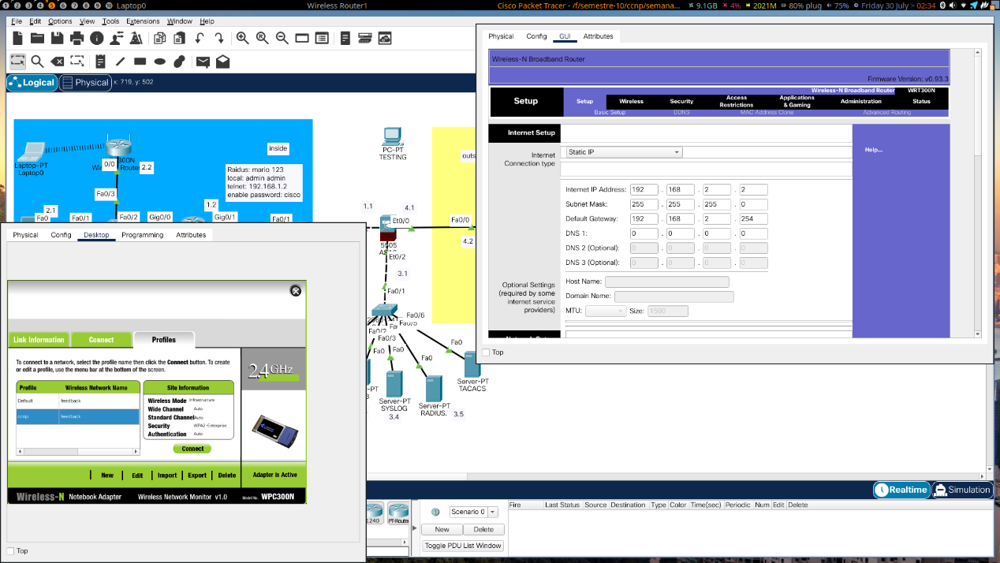 1 2 3 4 5 6 7 8 9 10 Laptop0
Wireless Router1
Cisco Packet Tracer - /f/semestre-10/ccnp/semana... 9.1GB 4% 2021M 80% plug 75% Friday 30 July > 02:34
File Edit Options View Tools Extensions Window Help
Logical Physical x: 719, y: 502
inside
Laptop-PT
Laptop0
0/0
2.2
Raidus: mario 123
local: admin admin
telnet: 192.168.1.2
enable password: cisco
Fa0/3
2.1
1.2
Fa0 Fa0/1 Fa0/2 Gig0/0 Gig0/1 Fa0/1
PC-PT
TESTING
1.1
4.1
Et0/0
Fa0/0
5505
4.2
Et0/2
3.1
Fa0/1
Fa0/6
Fa0/5
Fa0/2
Fa0/3
Fa0
Fa0
Fa0
Fa0
Server-PT
TACACS
Server-PT
SYSLOG
3.4
Server-PT
RADIUS.
3.5
Physical Config GUI Attributes
Wireless-N Broadband Router
Firmware Version: v0.93.3
Wireless-N Broadband Router WRT300N
Setup
Setup Wireless Security Access Restrictions Applications & Gaming Administration Status
Basic Setup DDNS MAC Address Clone Advanced Routing
Internet Setup
Internet
Connection type
Static IP
Help...
Internet IP Address: 192 . 168 . 2 . 2
Subnet Mask: 255 . 255 . 255 . 0
Default Gateway: 192 . 168 . 2 . 254
DNS 1: 0 . 0 . 0 . 0
DNS 2 (Optional): 0 . 0 . 0 . 0
DNS 3 (Optional): 0 . 0 . 0 . 0
Optional Settings
(required by some
internet service
providers)
Host Name:
Domain Name:
MTU: Size: 1500
Top
Physical Config Desktop Programming Attributes
Link Information Connect Profiles
To connect to a network, select the profile name then click the Connect button. To create
or edit a profile, use the menu bar at the bottom of the screen.
2.4GHz
Profile Wireless Network Name
Default feedback
ccnp feedback
Site Information
Wireless Mode Infrastructure
Wide Channel Auto
Standard Channel Auto
Security WPA2-Enterprise
Authentication Auto
Connect
New Edit Import Export Delete Adapter is Active
Wireless-N Notebook Adapter Wireless Network Monitor v1.0 Model No. WPC300N
Top
Realtime Simulation
1240 PT-Router
Scenario 0
New Delete
Toggle PDU List Window
Fire Last Status Source Destination Type Color Time(sec) Periodic Num Edit Delete